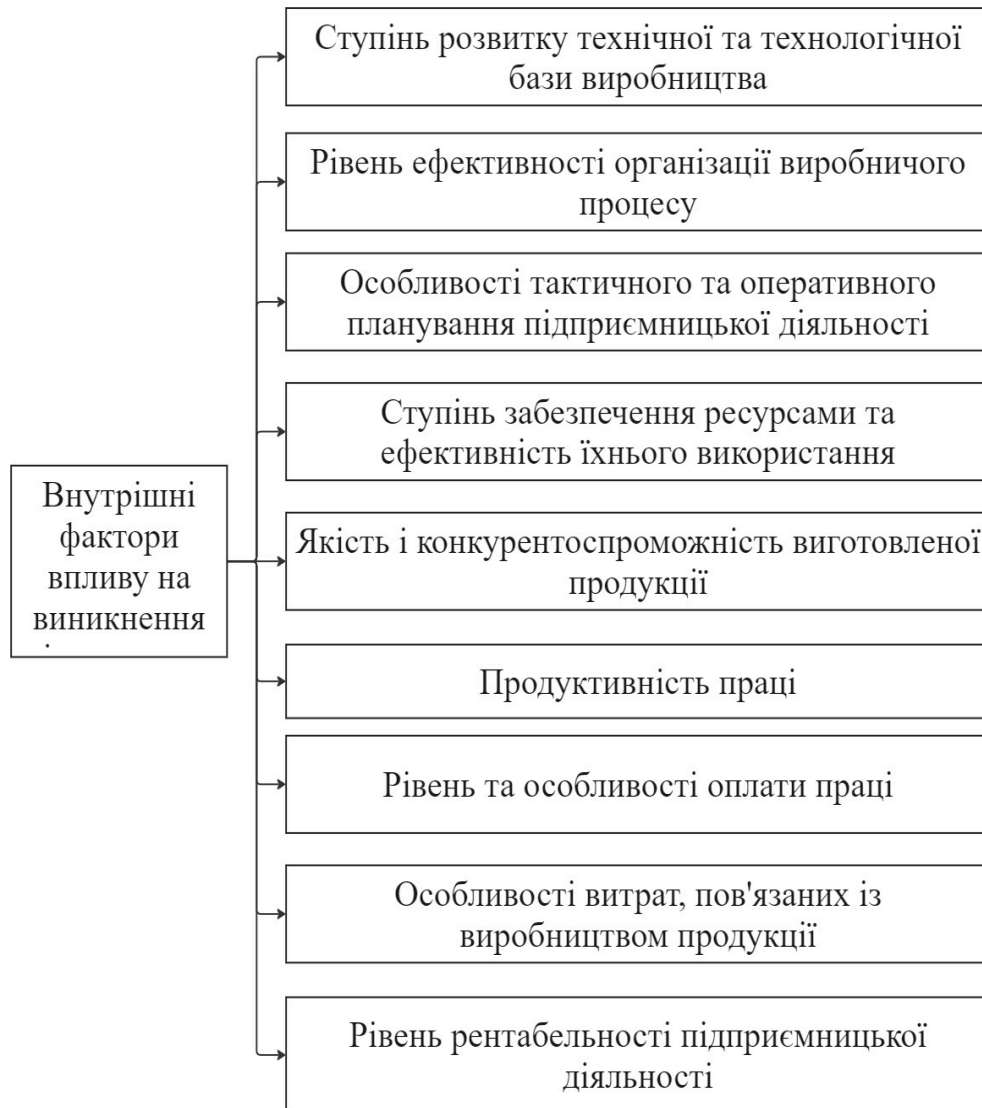 Ступінь розвитку технічної та технологічної
бази виробництва
Рівень ефективності організації виробничого
процесу
Особливості тактичного та оперативного
планування підприємницької діяльності
Ступінь забезпечення ресурсами та
ефективність їхнього використання
Внутрішні
фактори
впливу на
виникнення
Якість і конкурентоспроможність виготовленої
продукції
Продуктивність праці
Рівень та особливості оплати праці
Особливості витрат, пов'язаних із
виробництвом продукції
Рівень рентабельності підприємницької
діяльності